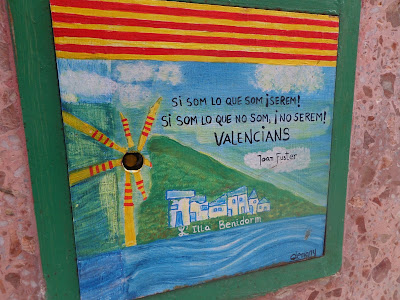 SI SOM LO QUE SOM ¡SEREM!
SI SOM LO QUE NO SOM, ¡NO SEREM!
VALENCIANS
Joan Fuster
Illa Benidorm